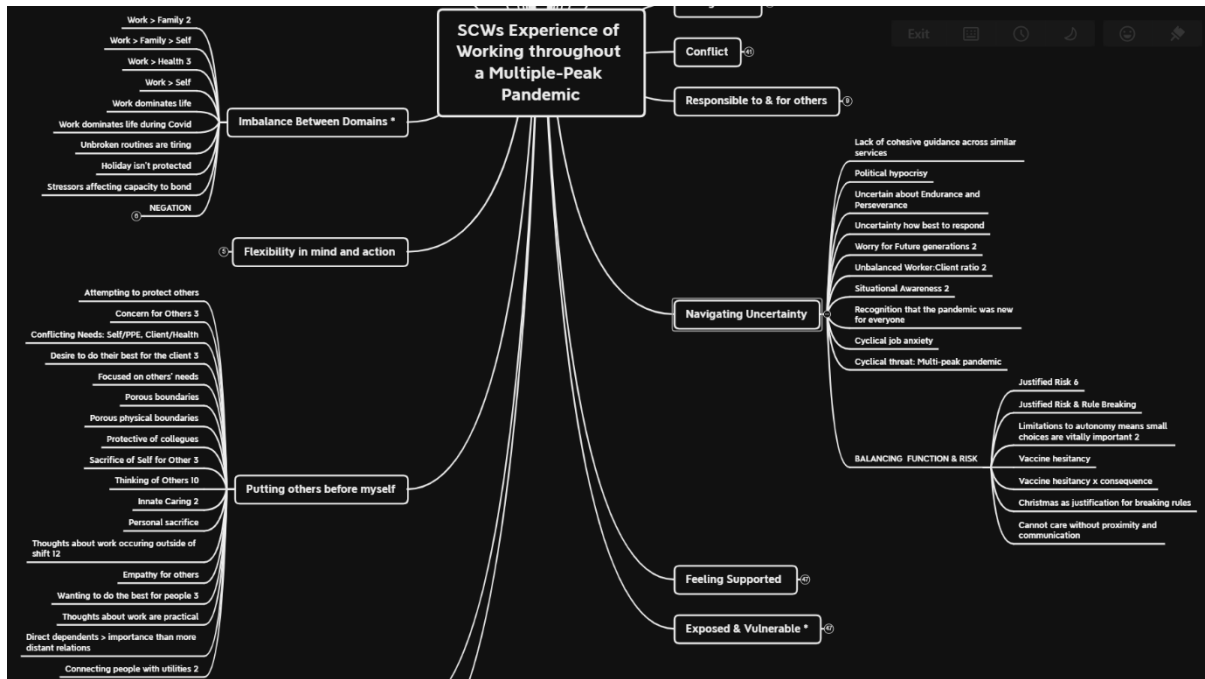 SCWs Experience of
Working throughout
a Multiple-Peak
Pandemic
Exit
Work > Family 2
Work > Family > Self
Work > Health 3
Work > Self
Work dominates life
Work dominates life during Covid
Unbroken routines are tiring
Holiday isn't protected
Stressors affecting capacity to bond
6 NEGATION
Imbalance Between Domains *
5 Flexibility in mind and action
Attempting to protect others
Concern for Others 3
Conflicting Needs: Self/PPE, Client/Health
Desire to do their best for the client 3
Focused on others' needs
Porous boundaries
Porous physical boundaries
Protective of collegues
Sacrifice of Self for Other 3
Thinking of Others 10
Innate Caring 2
Personal sacrifice
Thoughts about work occuring outside of
shift 12
Empathy for others
Wanting to do the best for people 3
Thoughts about work are practical
Direct dependents > importance than more
distant relations
Connecting people with utilities 2
Putting others before myself
Conflict 41
Responsible to & for others 9
Navigating Uncertainty
Lack of cohesive guidance across similar
services
Political hypocrisy
Uncertain about Endurance and
Perseverance
Uncertainty how best to respond
Worry for Future generations 2
Unbalanced Worker:Client ratio 2
Situational Awareness 2
Recognition that the pandemic was new
for everyone
Cyclical job anxiety
Cyclical threat: Multi-peak pandemic
BALANCING FUNCTION & RISK
Justified Risk 6
Justified Risk & Rule Breaking
Limitations to autonomy means small
choices are vitally important 2
Vaccine hesitancy
Vaccine hesitancy x consequence
Christmas as justification for breaking rules
Cannot care without proximity and
communication
Feeling Supported 47
Exposed & Vulnerable * 47